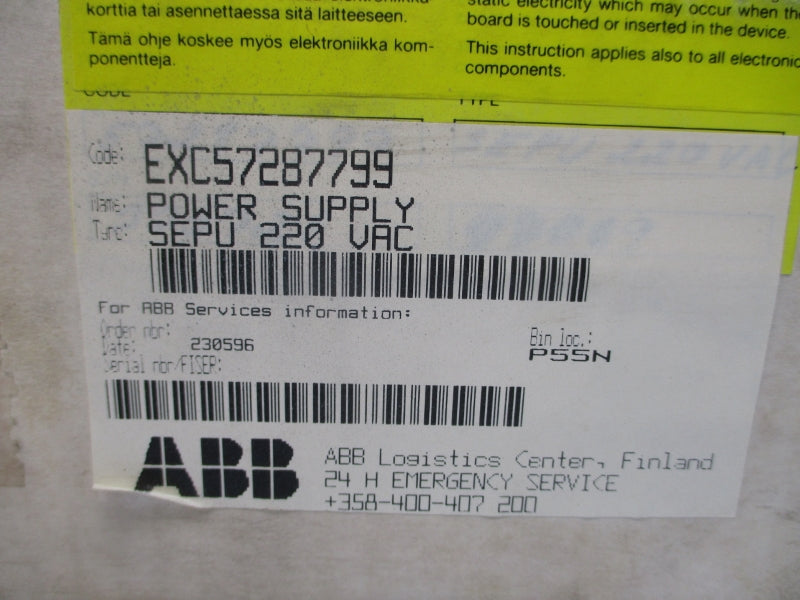 korttia tai asennettaessa sitä laitteeseen.
Tämä ohje koskee myös elektroniikka kom-
ponentteja.
static electricity which may occur when the
board is touched or inserted in the device.
This instruction applies also to all electronic
components.
CODE
TYPE
Code: EXC57287799
Name: POWER SUPPLY
Type: SEPU 220 VAC
For ABB Services information:
Order nbr:
Date: 230596
Serial nbr/FISER:
Bin loc.:
P55N
ABB
ABB Logistics Center, Finland
24 H EMERGENCY SERVICE
+358-400-407 200